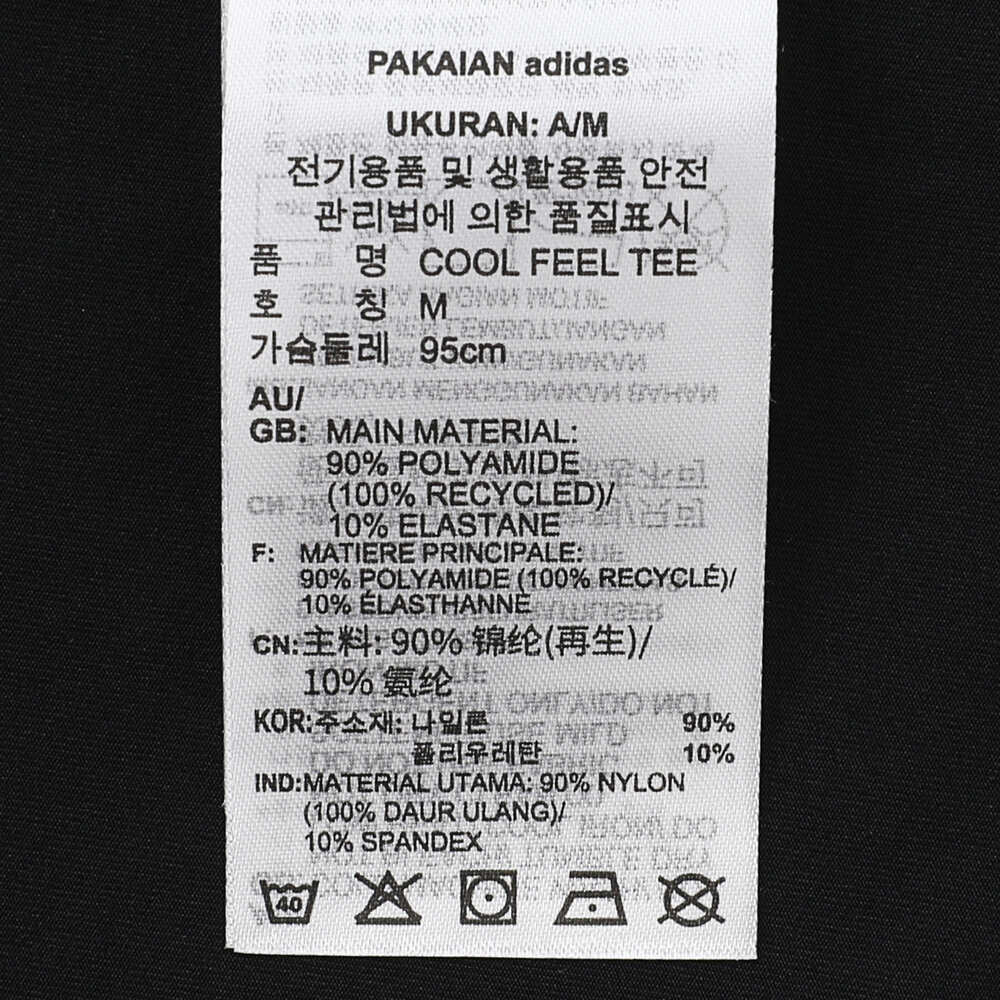 PAKAIAN adidas
UKURAN: A/M
전기용품 및 생활용품 안전
관리법에 의한 품질표시
품 명 COOL FEEL TEE
호 칭 M
가슴둘레 95cm
AU/
GB: MAIN MATERIAL:
90% POLYAMIDE
(100% RECYCLED)/
10% ELASTANE
F: MATIERE PRINCIPALE:
90% POLYAMIDE (100% RECYCLÉ)/
10% ÉLASTHANNE
CN:主料: 90% 锦纶(再生)/
10% 氨纶
KOR:주소재: 나일론 90%
폴리우레탄 10%
IND:MATERIAL UTAMA: 90% NYLON
(100% DAUR ULANG)/
10% SPANDEX
40